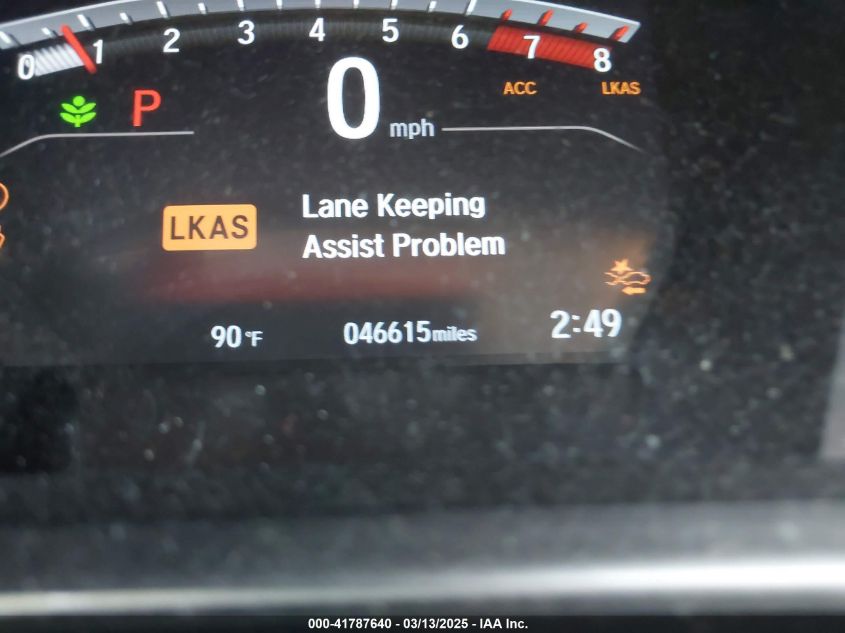 0 1 2 3 4 5 6 7 8
P 0 mph ACC LKAS
LKAS
Lane Keeping
Assist Problem
90 °F 046615 miles 2:49
000-41787640 - 03/13/2025 - IAA Inc.